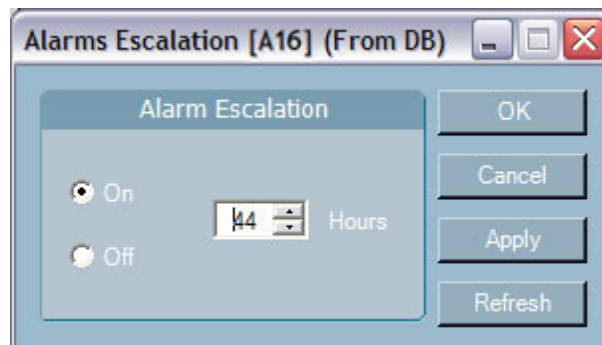 Alarms Escalation [A16] (From DB)
Alarm Escalation
On
44 Hours
Off
OK
Cancel
Apply
Refresh